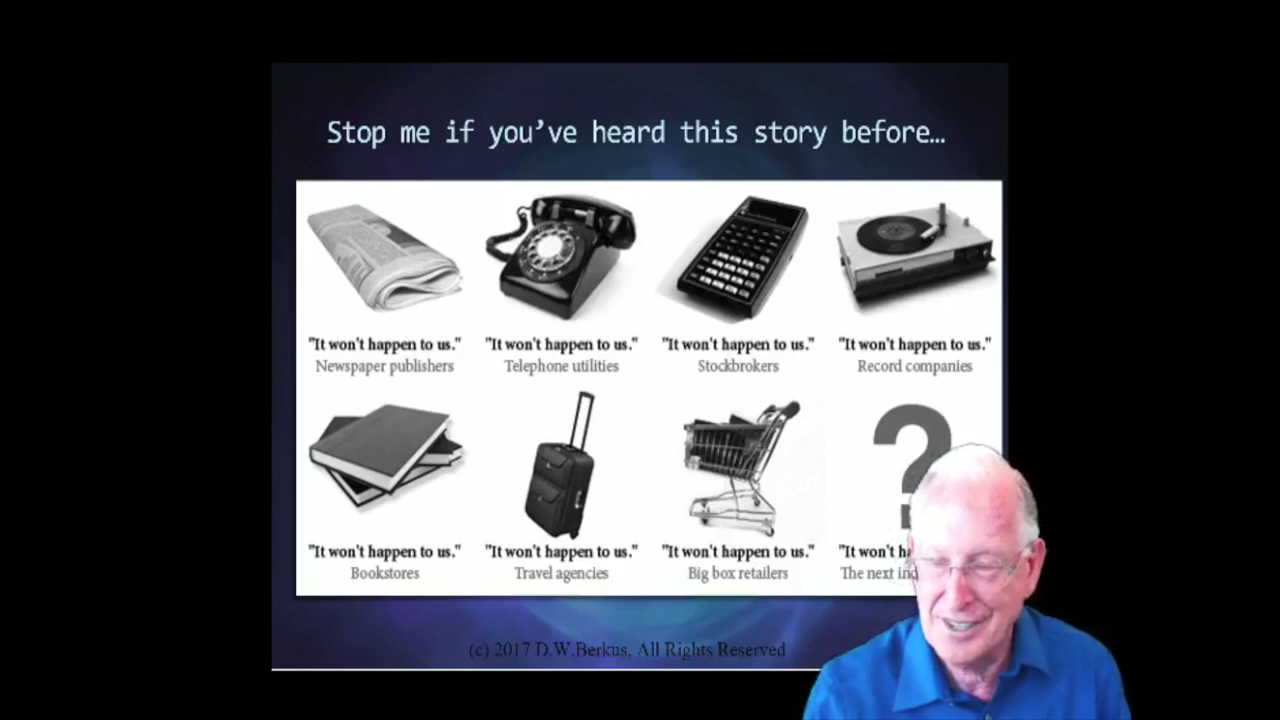 Stop me if you've heard this story before…
"It won't happen to us." "It won't happen to us." "It won't happen to us." "It won't happen to us."
Newspaper publishers Telephone utilities Stockbrokers Record companies
"It won't happen to us." "It won't happen to us." "It won't happen to us." "It won't
Bookstores Travel agencies Big box retailers The next
(c) 2017 D.W.Berkus, All Rights Reserved